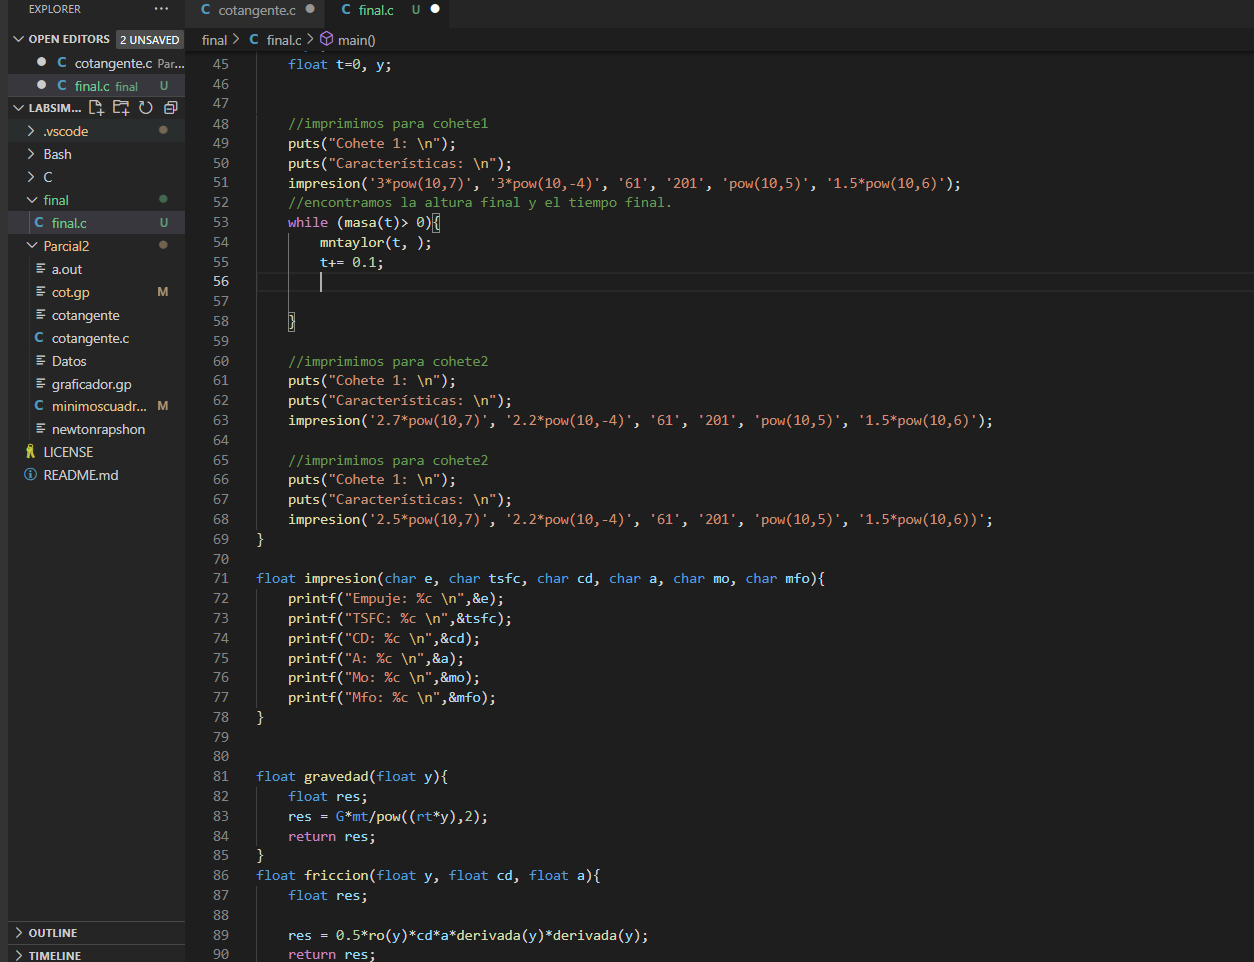 EXPLORER ···
OPEN EDITORS 2 UNSAVED
C cotangente.c Par...
C final.c final U
LABSIM...
.vscode
Bash
C
final
C final.c U
Parcial2
a.out
cot.gp M
cotangente
C cotangente.c
Datos
graficador.gp
C minimoscuadr... M
newtonrapshon
LICENSE
README.md
OUTLINE
TIMELINE
C cotangente.c
C final.c U
final > C final.c > main()
45 float t=0, y;
46
47
48 //imprimimos para cohete1
49 puts("Cohete 1: \n");
50 puts("Características: \n");
51 impresion('3*pow(10,7)', '3*pow(10,-4)', '61', '201', 'pow(10,5)', '1.5*pow(10,6)');
52 //encontramos la altura final y el tiempo final.
53 while (masa(t)> 0){
54 mntaylor(t, );
55 t+= 0.1;
56
57
58 }
59
60 //imprimimos para cohete2
61 puts("Cohete 1: \n");
62 puts("Características: \n");
63 impresion('2.7*pow(10,7)', '2.2*pow(10,-4)', '61', '201', 'pow(10,5)', '1.5*pow(10,6)');
64
65 //imprimimos para cohete2
66 puts("Cohete 1: \n");
67 puts("Características: \n");
68 impresion('2.5*pow(10,7)', '2.2*pow(10,-4)', '61', '201', 'pow(10,5)', '1.5*pow(10,6))';
69 }
70
71 float impresion(char e, char tsfc, char cd, char a, char mo, char mfo){
72 printf("Empuje: %c \n",&e);
73 printf("TSFC: %c \n",&tsfc);
74 printf("CD: %c \n",&cd);
75 printf("A: %c \n",&a);
76 printf("Mo: %c \n",&mo);
77 printf("Mfo: %c \n",&mfo);
78 }
79
80
81 float gravedad(float y){
82 float res;
83 res = G*mt/pow((rt*y),2);
84 return res;
85 }
86 float friccion(float y, float cd, float a){
87 float res;
88
89 res = 0.5*ro(y)*cd*a*derivada(y)*derivada(y);
90 return res;